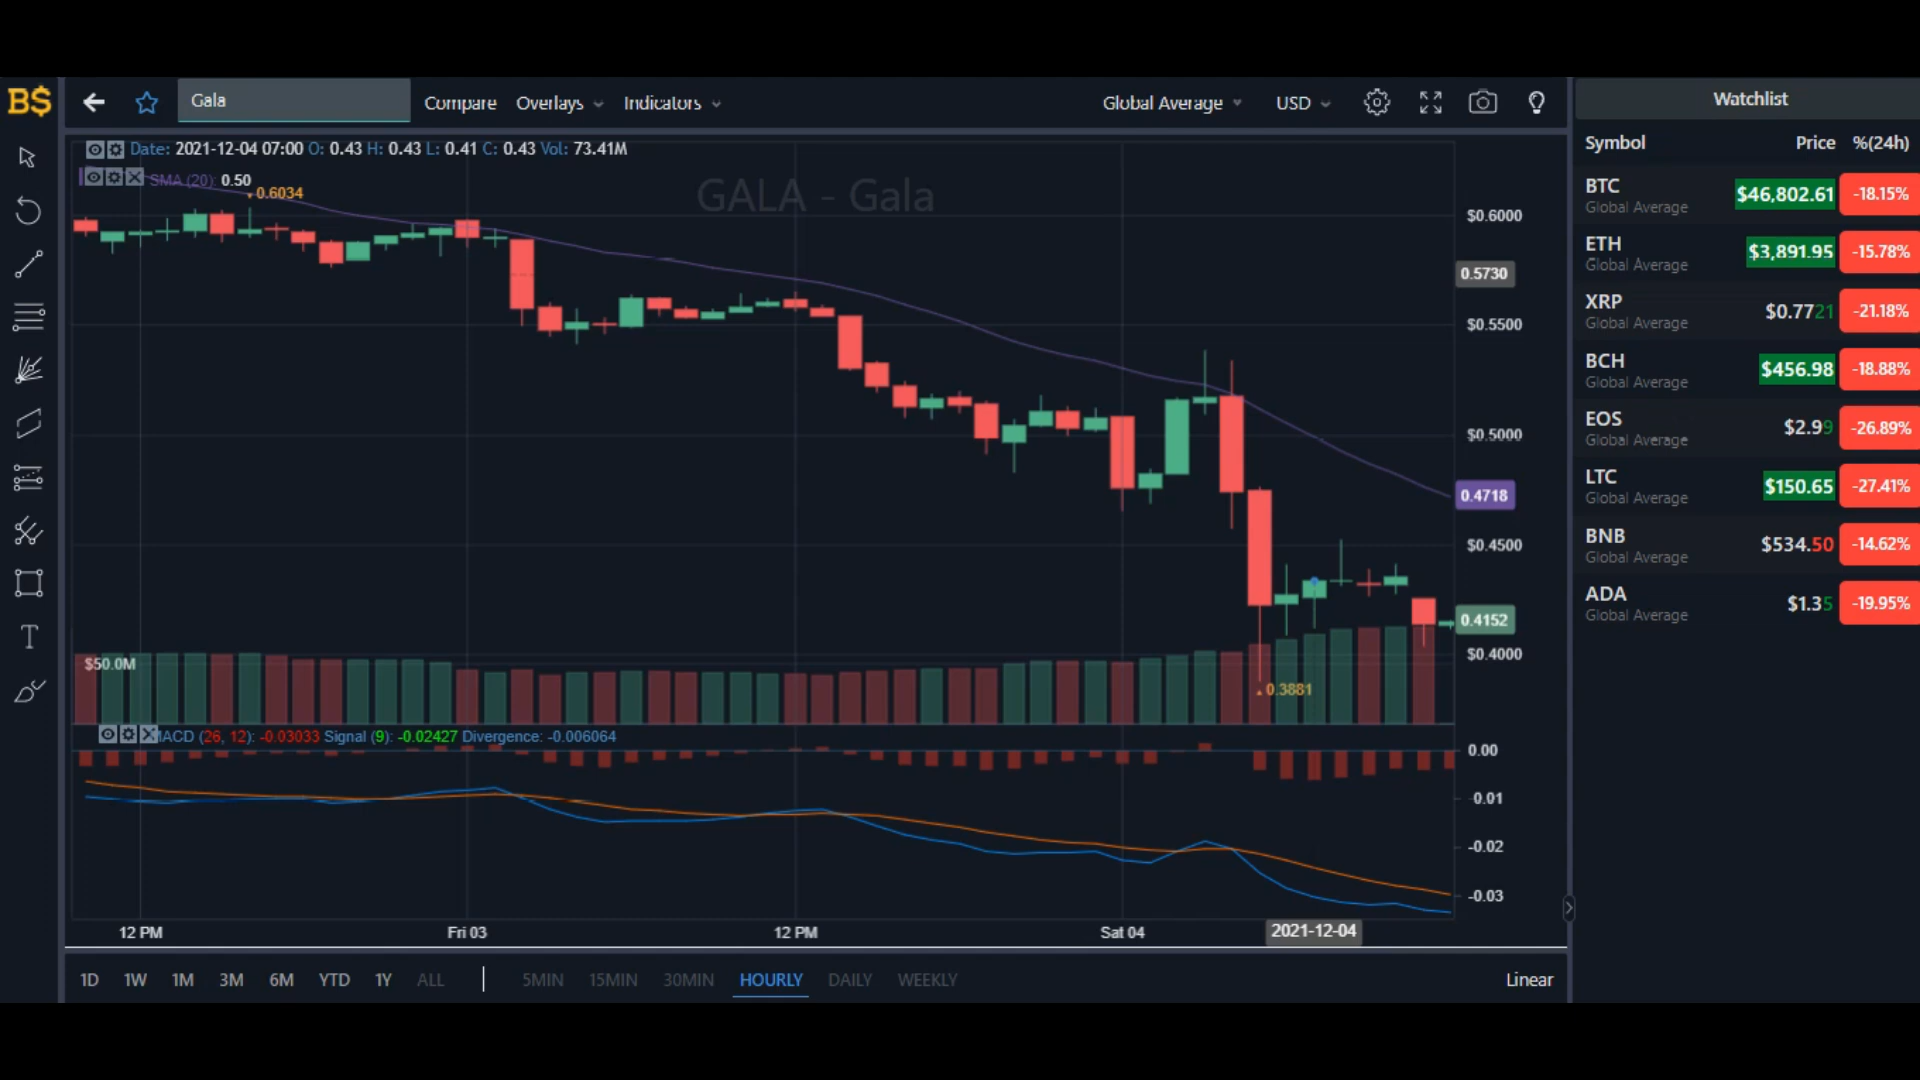 B$
Gala
Compare Overlays Indicators
Global Average USD
Date: 2021-12-04 07:00 O: 0.43 H: 0.43 L: 0.41 C: 0.43 Vol: 73.41M
SMA (20): 0.50
0.6034
GALA - Gala
$0.6000
0.5730
$0.5500
$0.5000
0.4718
$0.4500
0.4152
$0.4000
$50.0M
0.3881
MACD (26, 12): -0.03033 Signal (9): -0.02427 Divergence: -0.006064
0.00
-0.01
-0.02
-0.03
12 PM Fri 03 12 PM Sat 04 2021-12-04
1D 1W 1M 3M 6M YTD 1Y ALL 5MIN 15MIN 30MIN HOURLY DAILY WEEKLY Linear
Watchlist
Symbol Price %(24h)
BTC $46,802.61 -18.15%
Global Average
ETH $3,891.95 -15.78%
Global Average
XRP $0.7721 -21.18%
Global Average
BCH $456.98 -18.88%
Global Average
EOS $2.99 -26.89%
Global Average
LTC $150.65 -27.41%
Global Average
BNB $534.50 -14.62%
Global Average
ADA $1.35 -19.95%
Global Average